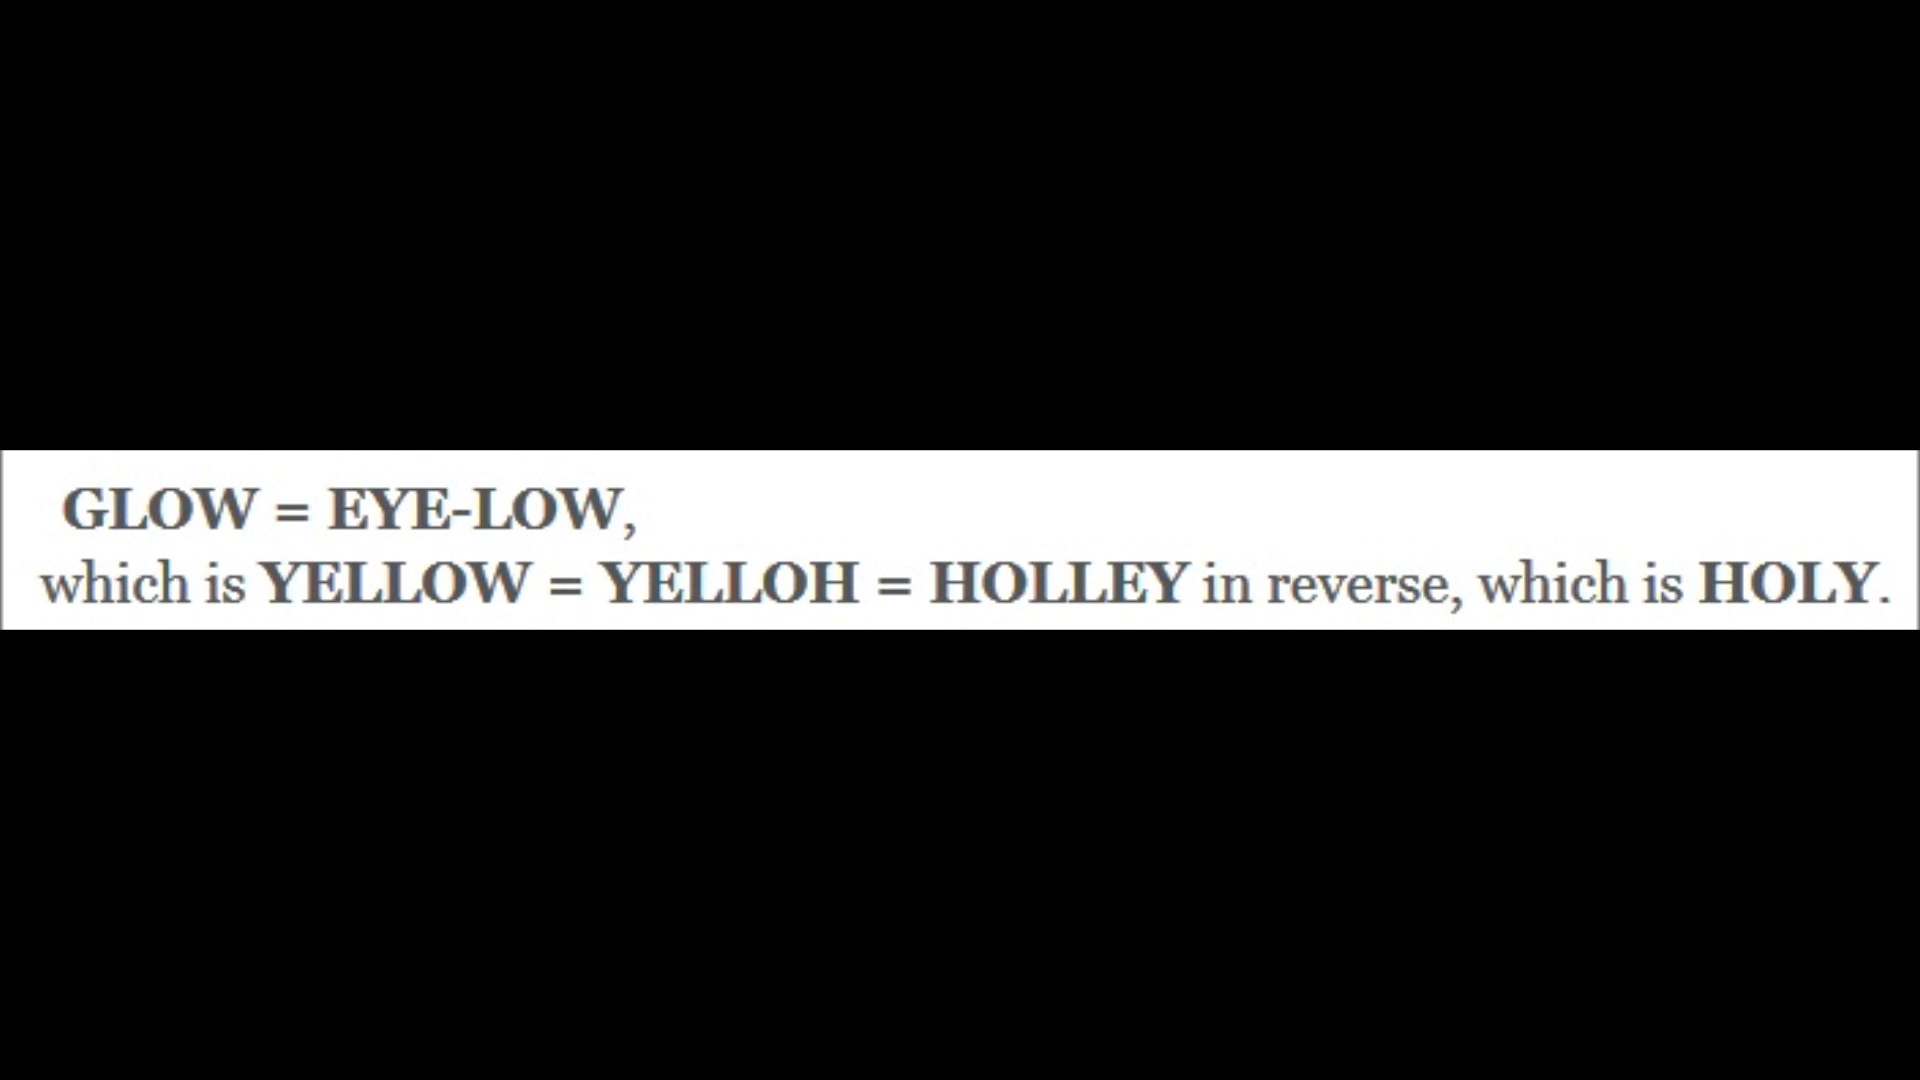 GLOW = EYE-LOW,
which is YELLOW = YELLOH = HOLLEY in reverse, which is HOLY.